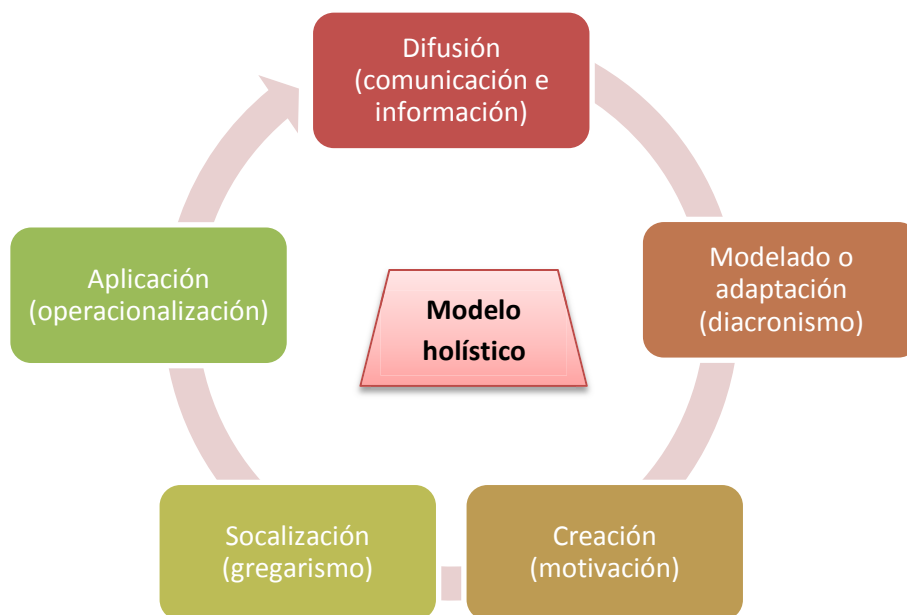 Difusión
(comunicación e
información)
Modelado o
adaptación
(diacronismo)
Creación
(motivación)
Socalización
(gregarismo)
Aplicación
(operacionalización)
Modelo
holístico